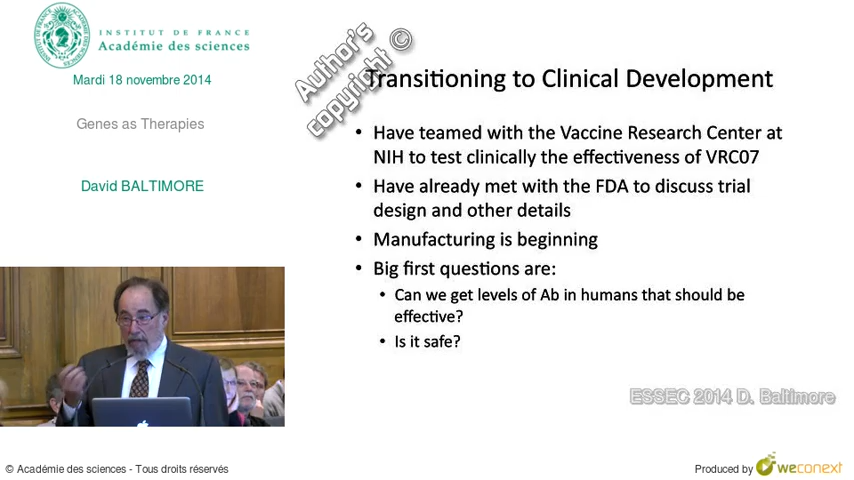 INSTITUT DE FRANCE
Académie des sciences
Mardi 18 novembre 2014
Genes as Therapies
David BALTIMORE
Author's
copyright ©
Transitioning to Clinical Development
• Have teamed with the Vaccine Research Center at
NIH to test clinically the effectiveness of VRC07
• Have already met with the FDA to discuss trial
design and other details
• Manufacturing is beginning
• Big first questions are:
• Can we get levels of Ab in humans that should be
effective?
• Is it safe?
ESSEC 2014 D. Baltimore
© Académie des sciences - Tous droits réservés
Produced by weconext